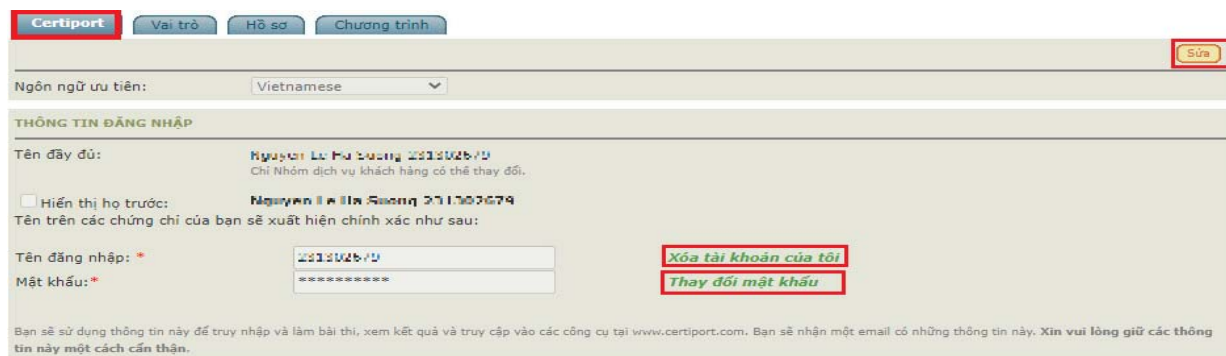 Certiport Vai trò Hồ sơ Chương trình
Sửa
Ngôn ngữ ưu tiên: Vietnamese
THÔNG TIN ĐĂNG NHẬP
Tên đầy đủ:
Chỉ Nhóm dịch vụ khách hàng có thể thay đổi.
Hiển thị họ trước:
Tên trên các chứng chỉ của bạn sẽ xuất hiện chính xác như sau:
Tên đăng nhập: *
Xóa tài khoản của tôi
Mật khẩu:* ********** Thay đổi mật khẩu
Bạn sẽ sử dụng thông tin này để truy nhập và làm bài thi, xem kết quả và truy cập vào các công cụ tại www.certiport.com. Bạn sẽ nhận một email có những thông tin này. Xin vui lòng giữ các thông
tin này một cách cẩn thận.